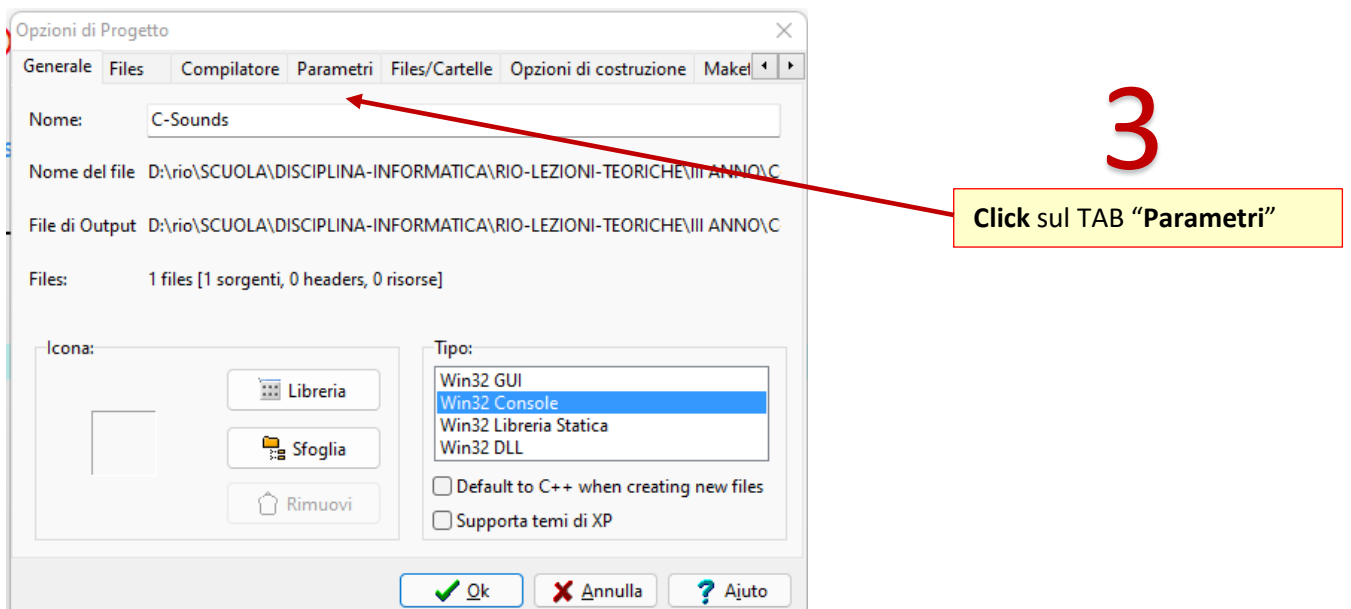 Opzioni di Progetto
Generale Files Compilatore Parametri Files/Cartelle Opzioni di costruzione Makef
Nome: C-Sounds
Nome del file D:\rio\SCUOLA\DISCIPLINA-INFORMATICA\RIO-LEZIONI-TEORICHE\III ANNO\C
File di Output D:\rio\SCUOLA\DISCIPLINA-INFORMATICA\RIO-LEZIONI-TEORICHE\III ANNO\C
Files: 1 files [1 sorgenti, 0 headers, 0 risorse]
Icona:
Libreria
Sfoglia
Rimuovi
Tipo:
Win32 GUI
Win32 Console
Win32 Libreria Statica
Win32 DLL
Default to C++ when creating new files
Supporta temi di XP
Ok Annulla Aiuto
3
Click sul TAB “Parametri”